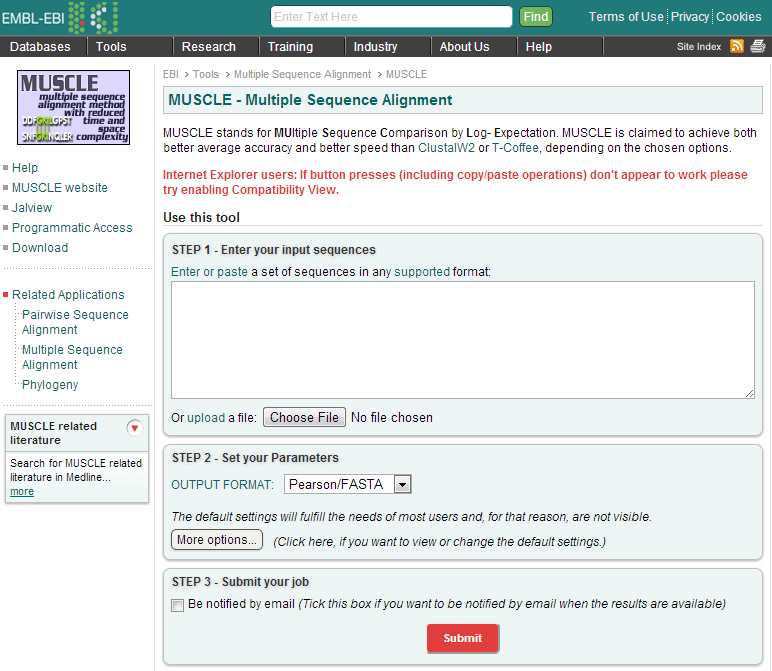 EMBL-EBI
Enter Text Here
Find
Terms of Use
Privacy
Cookies
Databases
Tools
Research
Training
Industry
About Us
Help
Site Index
MUSCLE
multiple sequence
alignment method
with reduced
time and
space
complexity
DDFGKILGPST
SNFGKINQLER
Help
MUSCLE website
Jalview
Programmatic Access
Download
Related Applications
Pairwise Sequence
Alignment
Multiple Sequence
Alignment
Phylogeny
MUSCLE related
literature
Search for MUSCLE related
literature in Medline...
more
EBI > Tools > Multiple Sequence Alignment > MUSCLE
MUSCLE - Multiple Sequence Alignment
MUSCLE stands for MUltiple Sequence Comparison by Log- Expectation. MUSCLE is claimed to achieve both
better average accuracy and better speed than ClustalW2 or T-Coffee, depending on the chosen options.
Internet Explorer users: If button presses (including copy/paste operations) don't appear to work please
try enabling Compatibility View.
Use this tool
STEP 1 - Enter your input sequences
Enter or paste a set of sequences in any supported format:
Or upload a file: Choose File No file chosen
STEP 2 - Set your Parameters
OUTPUT FORMAT: Pearson/FASTA
The default settings will fulfill the needs of most users and, for that reason, are not visible.
More options... (Click here, if you want to view or change the default settings.)
STEP 3 - Submit your job
Be notified by email (Tick this box if you want to be notified by email when the results are available)
Submit